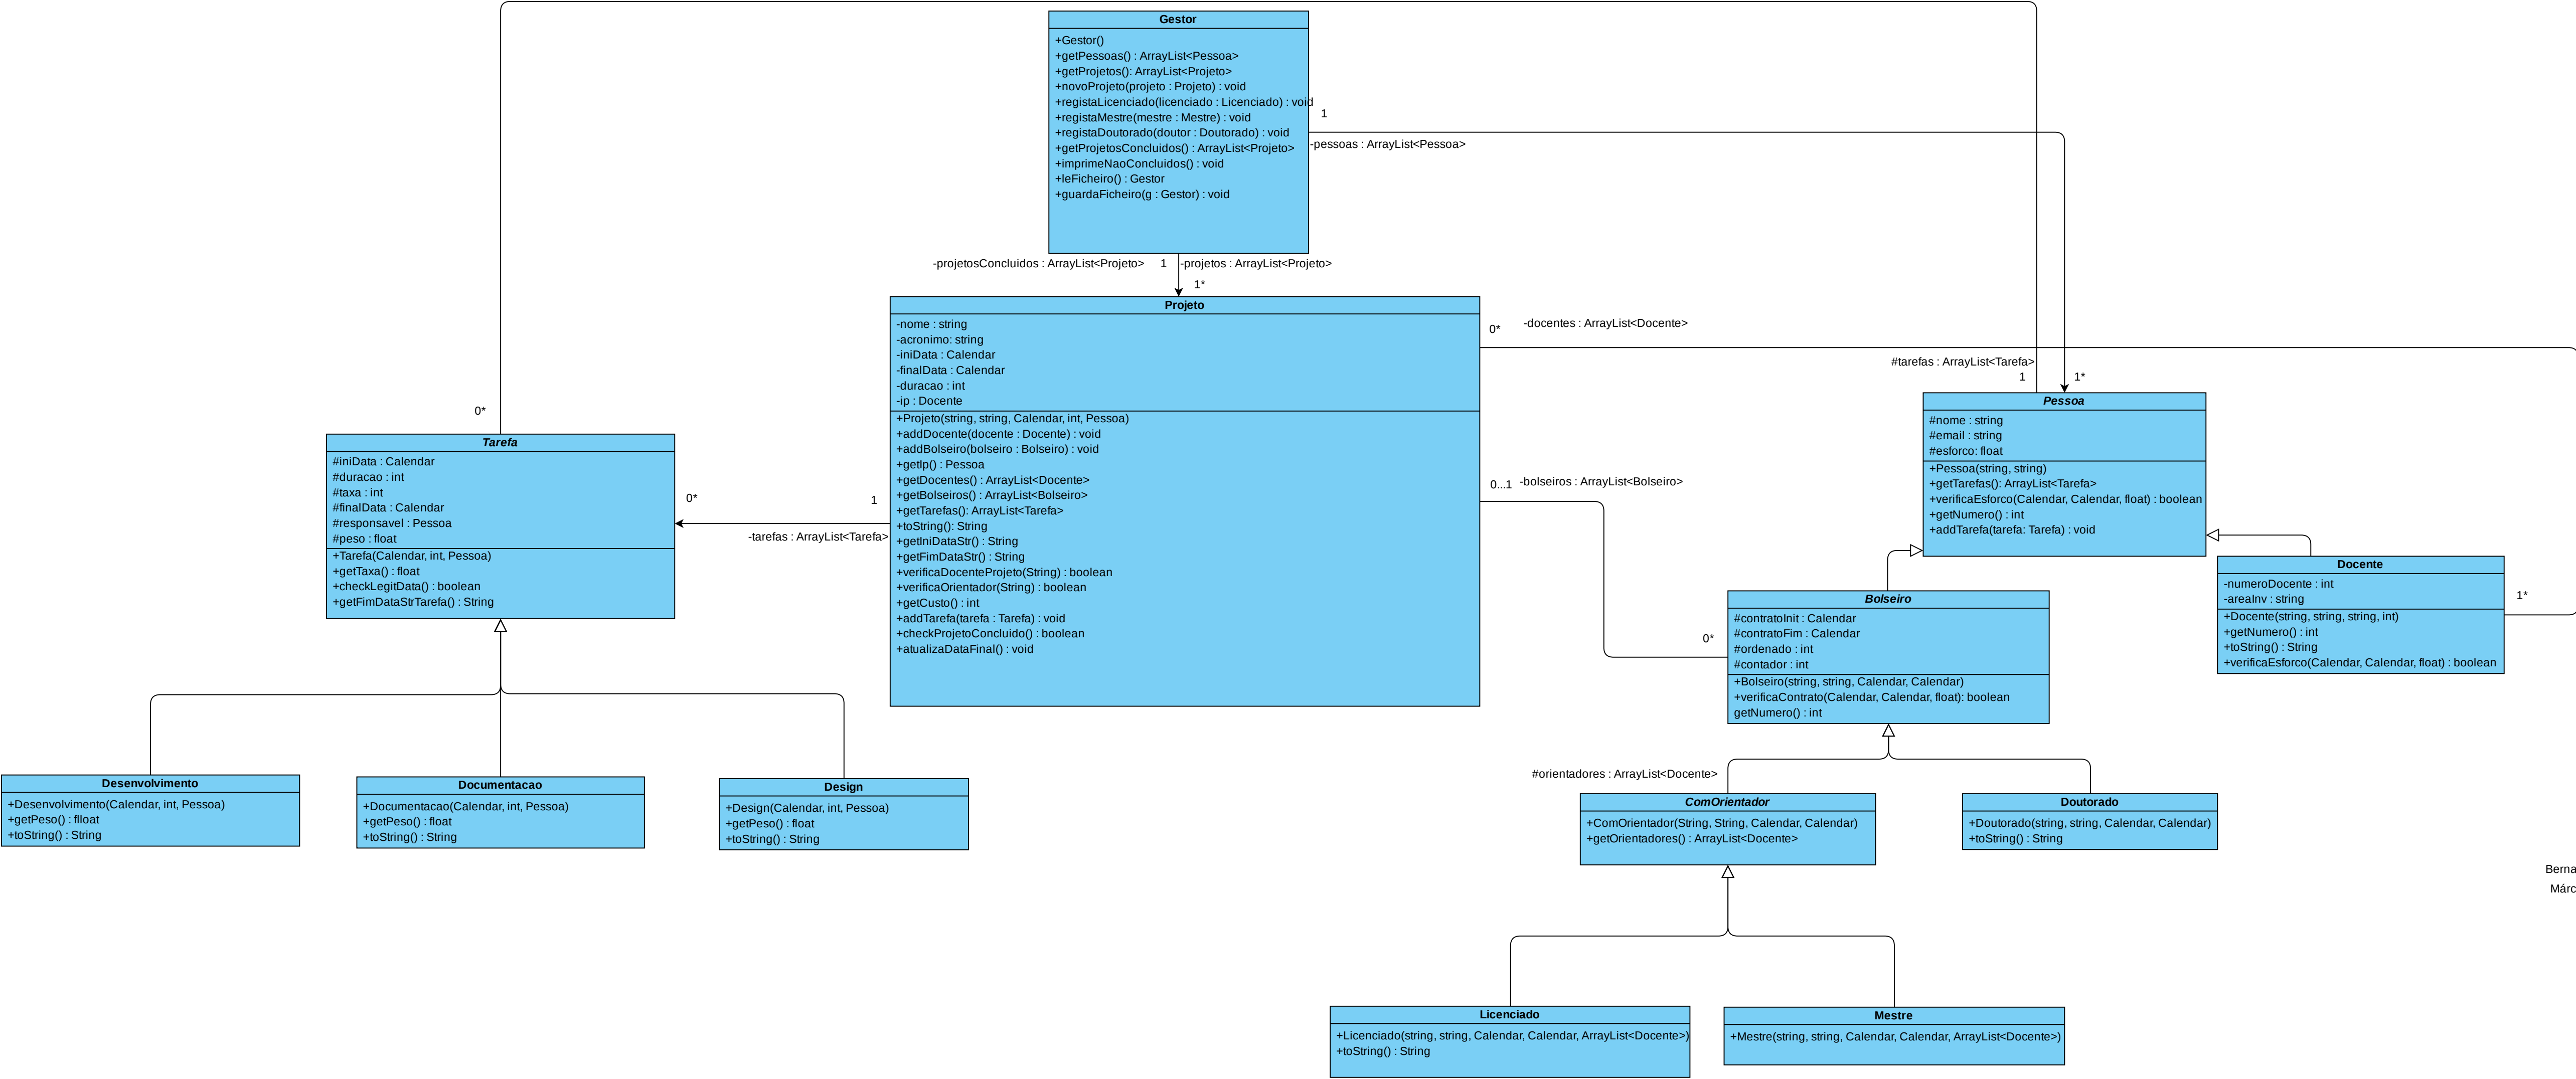 Gestor
+Gestor()
+getPessoas() : ArrayList<Pessoa>
+getProjetos(): ArrayList<Projeto>
+novoProjeto(projeto : Projeto) : void
+registaLicenciado(licenciado : Licenciado) : void
+registaMestre(mestre : Mestre) : void
+registaDoutorado(doutor : Doutorado) : void
+getProjetosConcluidos() : ArrayList<Projeto>
+imprimeNaoConcluidos() : void
+leFicheiro() : Gestor
+guardaFicheiro(g : Gestor) : void
1
-pessoas : ArrayList<Pessoa>
-projetosConcluidos : ArrayList<Projeto>
1
-projetos : ArrayList<Projeto>
1*
Projeto
-nome : string
-acronimo: string
-iniData : Calendar
-finalData : Calendar
-duracao : int
-ip : Docente
+Projeto(string, string, Calendar, int, Pessoa)
+addDocente(docente : Docente) : void
+addBolseiro(bolseiro : Bolseiro) : void
+getIp() : Pessoa
+getDocentes() : ArrayList<Docente>
+getBolseiros() : ArrayList<Bolseiro>
+getTarefas(): ArrayList<Tarefa>
+toString(): String
+getIniDataStr() : String
+getFimDataStr() : String
+verificaDocenteProjeto(String) : boolean
+verificaOrientador(String) : boolean
+getCusto() : int
+addTarefa(tarefa : Tarefa) : void
+checkProjetoConcluido() : boolean
+atualizaDataFinal() : void
0*
-docentes : ArrayList<Docente>
#tarefas : ArrayList<Tarefa>
1
1*
0*
Tarefa
#iniData : Calendar
#duracao : int
#taxa : int
#finalData : Calendar
#responsavel : Pessoa
#peso : float
+Tarefa(Calendar, int, Pessoa)
+getTaxa() : float
+checkLegitData() : boolean
+getFimDataStrTarefa() : String
0*
1
-tarefas : ArrayList<Tarefa>
0...1
-bolseiros : ArrayList<Bolseiro>
0*
Pessoa
#nome : string
#email : string
#esforco: float
+Pessoa(string, string)
+getTarefas(): ArrayList<Tarefa>
+verificaEsforco(Calendar, Calendar, float) : boolean
+getNumero() : int
+addTarefa(tarefa: Tarefa) : void
Docente
-numeroDocente : int
-areaInv : string
+Docente(string, string, string, int)
+getNumero() : int
+toString() : String
+verificaEsforco(Calendar, Calendar, float) : boolean
1*
Bolseiro
#contratoInit : Calendar
#contratoFim : Calendar
#ordenado : int
#contador : int
+Bolseiro(string, string, Calendar, Calendar)
+verificaContrato(Calendar, Calendar, float): boolean
getNumero() : int
Desenvolvimento
+Desenvolvimento(Calendar, int, Pessoa)
+getPeso() : flloat
+toString() : String
Documentacao
+Documentacao(Calendar, int, Pessoa)
+getPeso() : float
+toString() : String
Design
+Design(Calendar, int, Pessoa)
+getPeso() : float
+toString() : String
#orientadores : ArrayList<Docente>
ComOrientador
+ComOrientador(String, String, Calendar, Calendar)
+getOrientadores() : ArrayList<Docente>
Doutorado
+Doutorado(string, string, Calendar, Calendar)
+toString() : String
Berna
Márc
Licenciado
+Licenciado(string, string, Calendar, Calendar, ArrayList<Docente>)
+toString() : String
Mestre
+Mestre(string, string, Calendar, Calendar, ArrayList<Docente>)